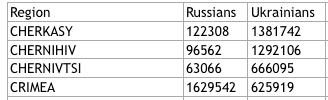 Region Russians Ukrainians
CHERKASY 122308 1381742
CHERNIHIV 96562 1292106
CHERNIVTSI 63066 666095
CRIMEA 1629542 625919